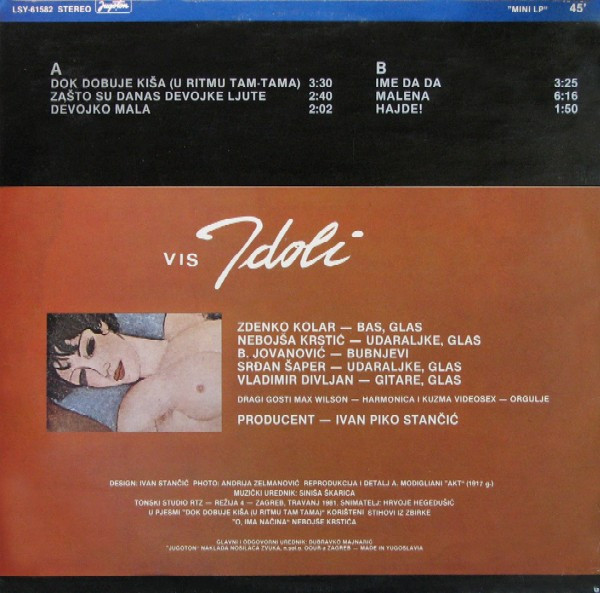 LSY-61582 STEREO Jugoton "MINI LP" 45'
A
DOK DOBUJE KIŠA (U RITMU TAM-TAMA) 3:30
ZAŠTO SU DANAS DEVOJKE LJUTE 2:40
DEVOJKO MALA 2:02
B
IME DA DA 3:25
MALENA 6:16
HAJDE! 1:50
VIS Idoli
ZDENKO KOLAR — BAS, GLAS
NEBOJŠA KRSTIĆ — UDARALJKE, GLAS
B. JOVANOVIĆ — BUBNJEVI
SRĐAN ŠAPER — UDARALJKE, GLAS
VLADIMIR DIVLJAN — GITARE, GLAS
DRAGI GOSTI MAX WILSON — HARMONICA I KUZMA VIDEOSEX — ORGULJE
PRODUCENT — IVAN PIKO STANČIĆ
DESIGN: IVAN STANČIĆ PHOTO: ANDRIJA ZELMANOVIĆ REPRODUKCIJA I DETALJ A. MODIGLIANI "AKT" (1917 g.)
MUZIČKI UREDNIK: SINIŠA ŠKARICA
TONSKI STUDIO RTZ — REŽIJA 4 — ZAGREB, TRAVANJ 1981. SNIMATELJ: HRVOJE HEGEDUŠIĆ
U PJESMI "DOK DOBUJE KIŠA (U RITMU TAM TAMA)" KORIŠTENI STIHOVI IZ ZBIRKE
"O, IMA NAČINA" NEBOJŠE KRSTIĆA
GLAVNI I ODGOVORNI UREDNIK: DUBRAVKO MAJNARIĆ
"JUGOTON" NAKLADA NOSILACA ZVUKA, n.sol.o. OOUR a ZAGREB — MADE IN YUGOSLAVIA